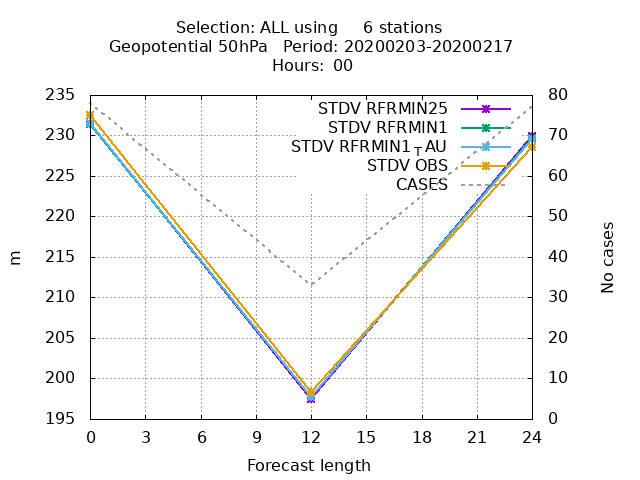 Selection: ALL using     6 stations
Geopotential 50hPa   Period: 20200203-20200217
Hours:  00
235
230
225
220
215
210
205
200
195
m
80
70
60
50
40
30
20
10
0
No cases
STDV RFRMIN25
STDV RFRMIN1
STDV RFRMIN1TAU
STDV OBS
CASES
0 3 6 9 12 15 18 21 24
Forecast length